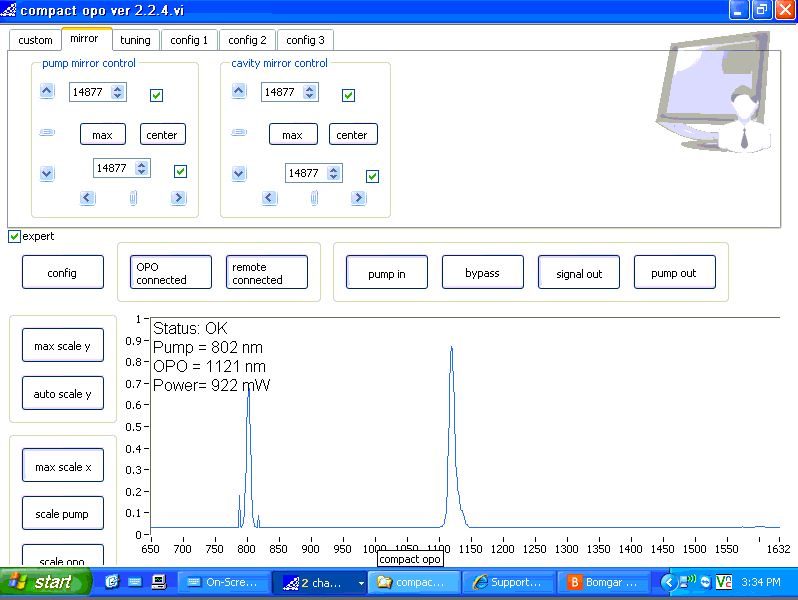 compact opo ver 2.2.4.vi
custom mirror tuning config 1 config 2 config 3
pump mirror control cavity mirror control
14877 14877
max center max center
14877 14877
expert
config OPO connected remote connected pump in bypass signal out pump out
max scale y
auto scale y
max scale x
scale pump
scale opo
Status: OK
Pump = 802 nm
OPO = 1121 nm
Power= 922 mW
1
0.9
0.8
0.7
0.6
0.5
0.4
0.3
0.2
0.1
0
650 700 750 800 850 900 950 1000 1050 1100 1150 1200 1250 1300 1350 1400 1450 1500 1550 1632
compact opo
start On-Scre... 2 cha... compac... Support... Bomgar ... 3:34 PM